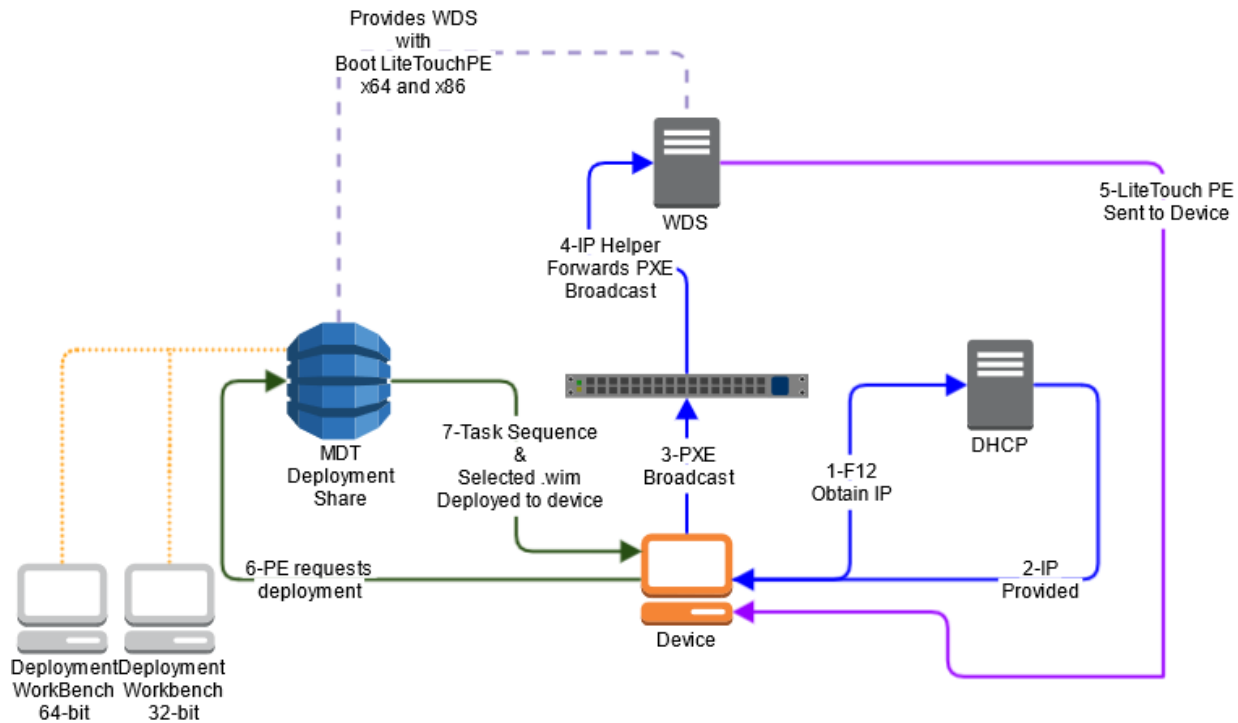 Provides WDS
with
Boot LiteTouchPE
x64 and x86
WDS
5-LiteTouch PE
Sent to Device
4-IP Helper
Forwards PXE
Broadcast
MDT
Deployment
Share
7-Task Sequence
&
Selected .wim
Deployed to device
3-PXE
Broadcast
1-F12
Obtain IP
DHCP
6-PE requests
deployment
2-IP
Provided
Device
Deployment
WorkBench
64-bit
Deployment
Workbench
32-bit